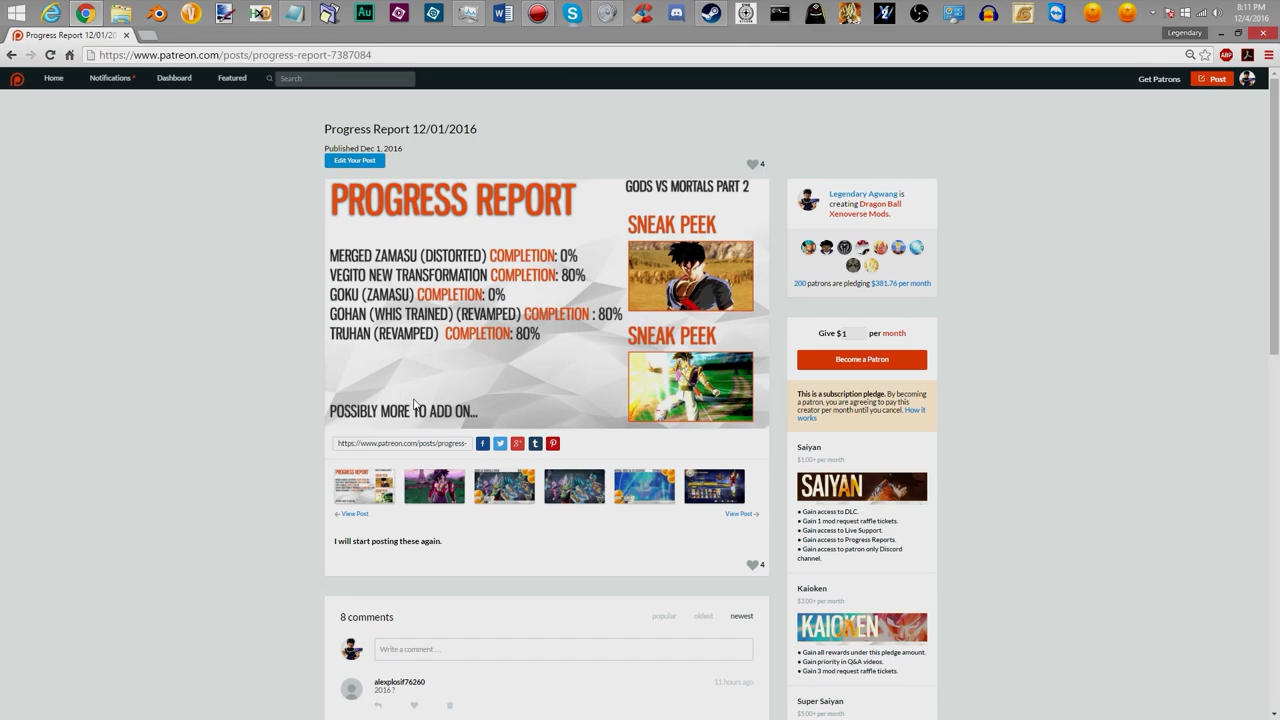 8:11 PM
12/4/2016
Progress Report 12/01/20
Legendary
https://www.patreon.com/posts/progress-report-7387084
Home
Notifications
Dashboard
Featured
Search
Get Patrons
Post
Progress Report 12/01/2016
Published Dec 1, 2016
Edit Your Post
4
PROGRESS REPORT
GODS VS MORTALS PART 2
SNEAK PEEK
MERGED ZAMASU (DISTORTED) COMPLETION: 0%
VEGITO NEW TRANSFORMATION COMPLETION: 80%
GOKU (ZAMASU) COMPLETION: 0%
GOHAN (WHIS TRAINED) (REVAMPED) COMPLETION : 80%
TRUHAN (REVAMPED) COMPLETION: 80%
SNEAK PEEK
POSSIBLY MORE TO ADD ON...
https://www.patreon.com/posts/progress-
View Post
View Post
I will start posting these again.
4
8 comments
popular
oldest
newest
Write a comment ...
alexplosif76260
11 hours ago
2016 ?
Legendary Agwang is
creating Dragon Ball
Xenoverse Mods.
200 patrons are pledging $381.76 per month
Give $ 1 per month
Become a Patron
This is a subscription pledge. By becoming
a patron, you are agreeing to pay this
creator per month until you cancel. How it
works
Saiyan
$1.00+ per month
SAIYAN
• Gain access to DLC.
• Gain 1 mod request raffle tickets.
• Gain access to Live Support.
• Gain access to Progress Reports.
• Gain access to patron only Discord
channel.
Kaioken
$3.00+ per month
KAIOKEN
• Gain all rewards under this pledge amount.
• Gain priority in Q&A videos.
• Gain 3 mod request raffle tickets.
Super Saiyan
$5.00+ per month